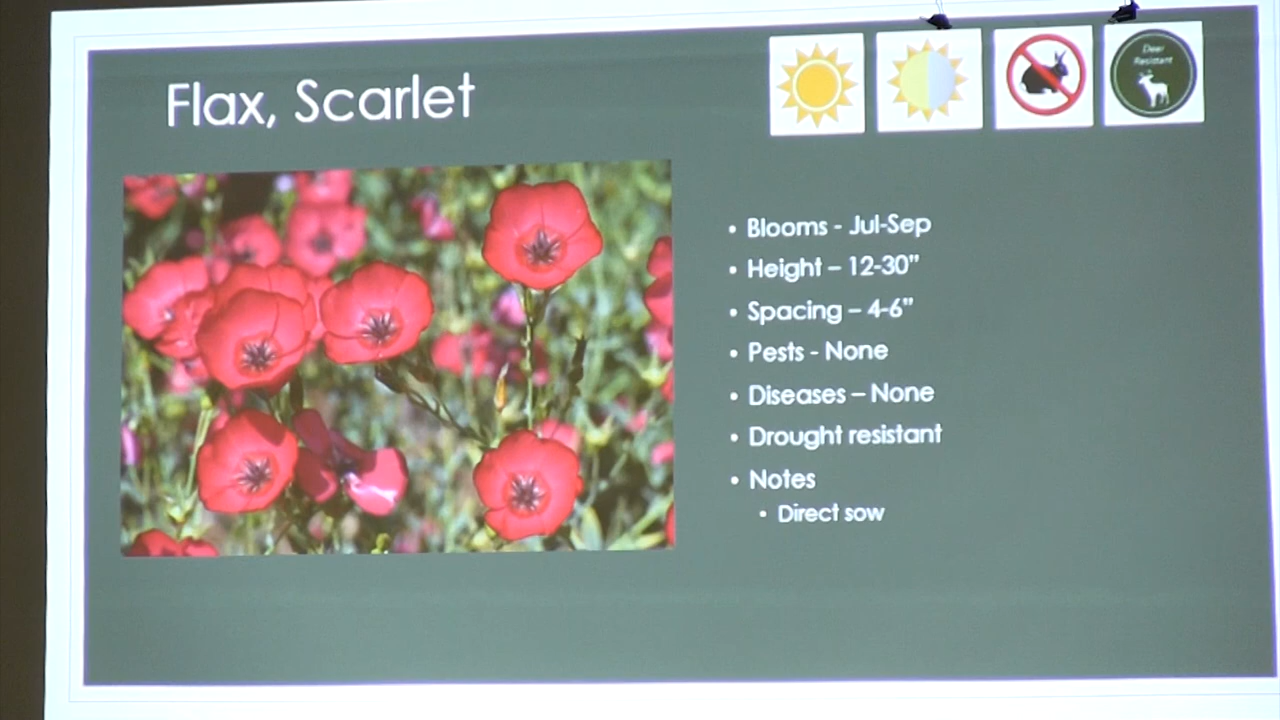 Flax, Scarlet
Deer
Resistant
• Blooms - Jul-Sep
• Height – 12-30"
• Spacing – 4-6"
• Pests - None
• Diseases – None
• Drought resistant
• Notes
• Direct sow